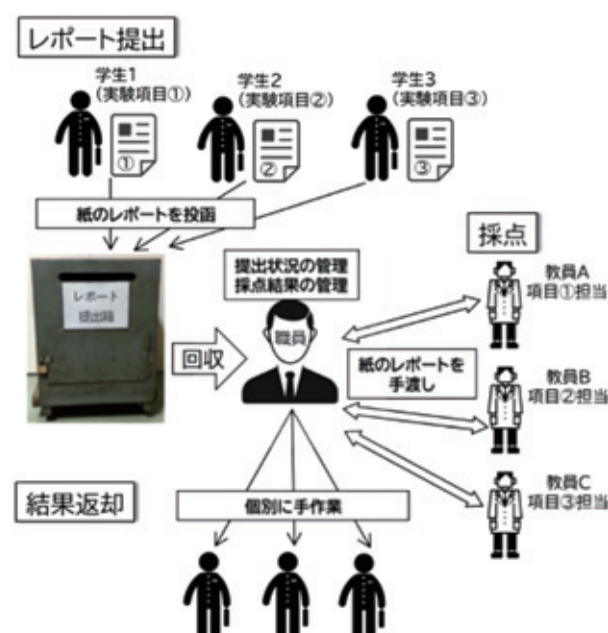 レポート提出
学生1
(実験項目①)
学生2
(実験項目②)
学生3
(実験項目③)
①
②
③
紙のレポートを投函
レポート
提出箱
回収
提出状況の管理
採点結果の管理
職員
採点
教員A
項目①担当
紙のレポートを
手渡し
教員B
項目②担当
教員C
項目③担当
結果返却
個別に手作業